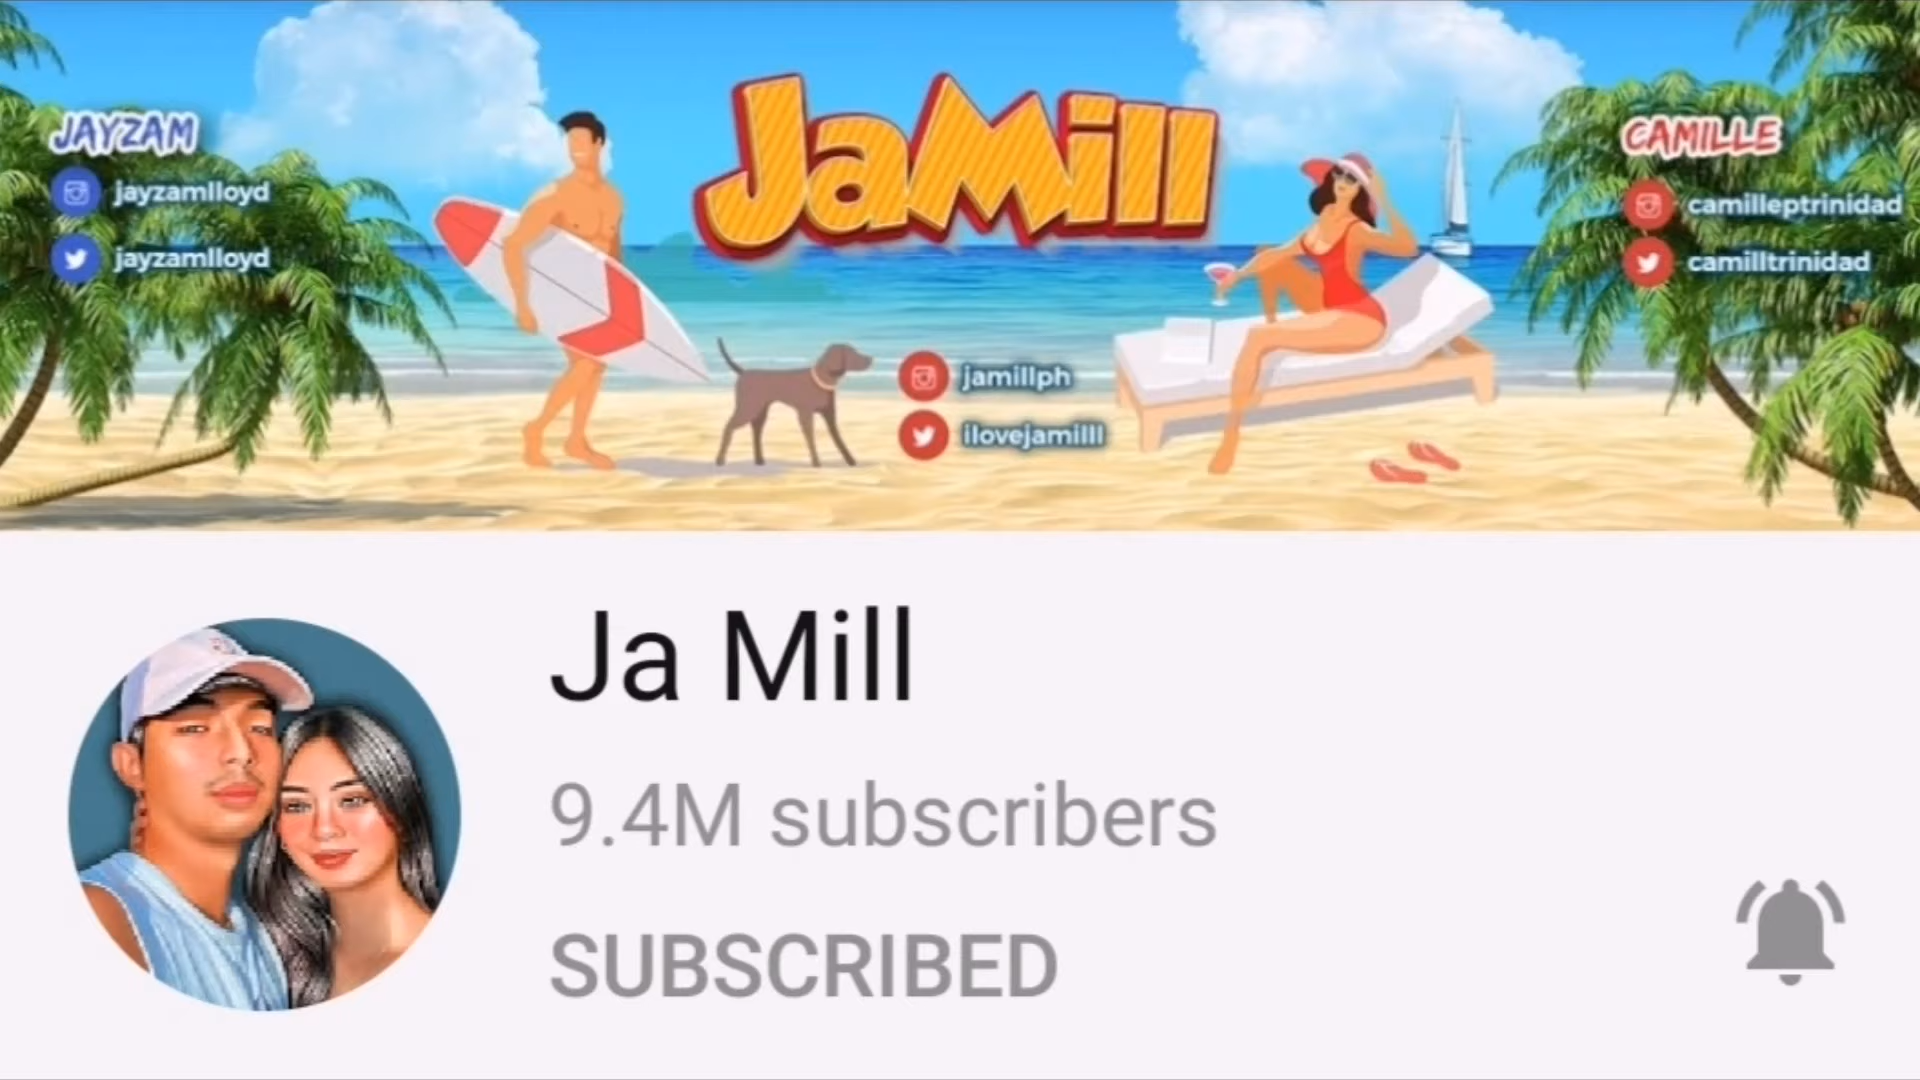 JaMill
JAYZAM
jayzamlloyd
jayzamlloyd
CAMILLE
camilleptrinidad
camilltrinidad
jamillph
ilovejamilll
Ja Mill
9.4M subscribers
SUBSCRIBED